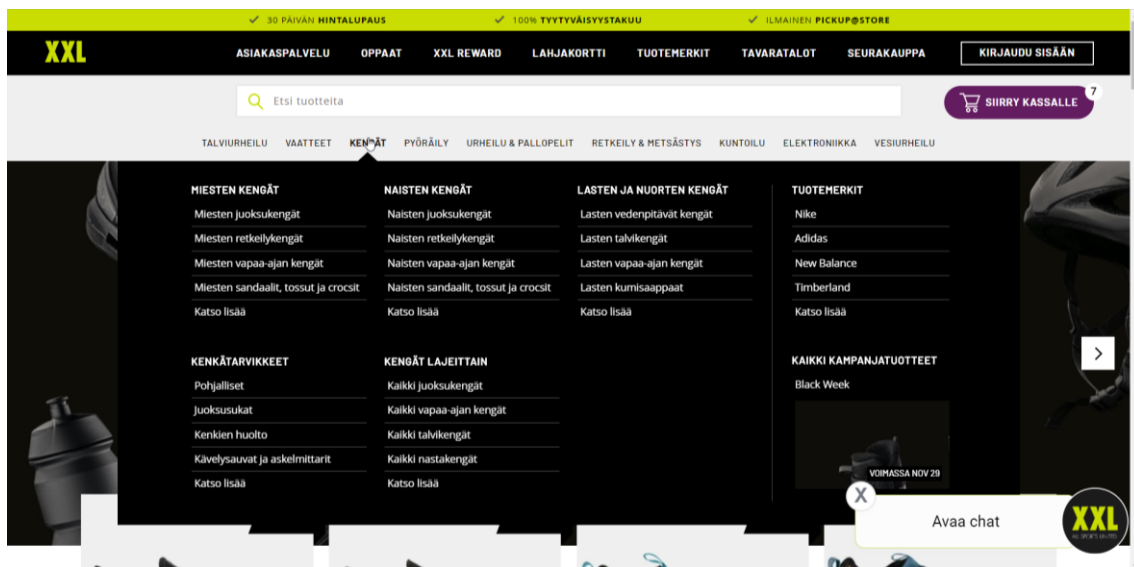 30 PÄIVÄN HINTALUPAUS
100% TYYTYVÄISYYSTAKUU
ILMAINEN PICKUP@STORE
XXL
ASIAKASPALVELU OPPAAT XXL REWARD LAHJAKORTTI TUOTEMERKIT TAVARATALOT SEURAKAUPPA KIRJAUDU SISÄÄN
Etsi tuotteita
SIIRRY KASSALLE 7
TALVIURHEILU VAATTEET KENGÄT PYÖRÄILY URHEILU & PALLOPELIT RETKEILY & METSÄSTYS KUNTOILU ELEKTRONIIKKA VESIURHEILU
MIESTEN KENGÄT
Miesten juoksukengät
Miesten retkeilykengät
Miesten vapaa-ajan kengät
Miesten sandaalit, tossut ja crocsit
Katso lisää
NAISTEN KENGÄT
Naisten juoksukengät
Naisten retkeilykengät
Naisten vapaa-ajan kengät
Naisten sandaalit, tossut ja crocsit
Katso lisää
LASTEN JA NUORTEN KENGÄT
Lasten vedenpitävät kengät
Lasten talvikengät
Lasten vapaa-ajan kengät
Lasten kumisaappaat
Katso lisää
TUOTEMERKIT
Nike
Adidas
New Balance
Timberland
Katso lisää
KENKÄTARVIKKEET
Pohjalliset
Juoksusukat
Kenkien huolto
Kävelysauvat ja askelmittarit
Katso lisää
KENGÄT LAJEITTAIN
Kaikki juoksukengät
Kaikki vapaa-ajan kengät
Kaikki talvikengät
Kaikki nastakengät
Katso lisää
KAIKKI KAMPANJATUOTTEET
Black Week
VOIMASSA NOV 29
X
Avaa chat
XXL
ALL SPORTS UNITED